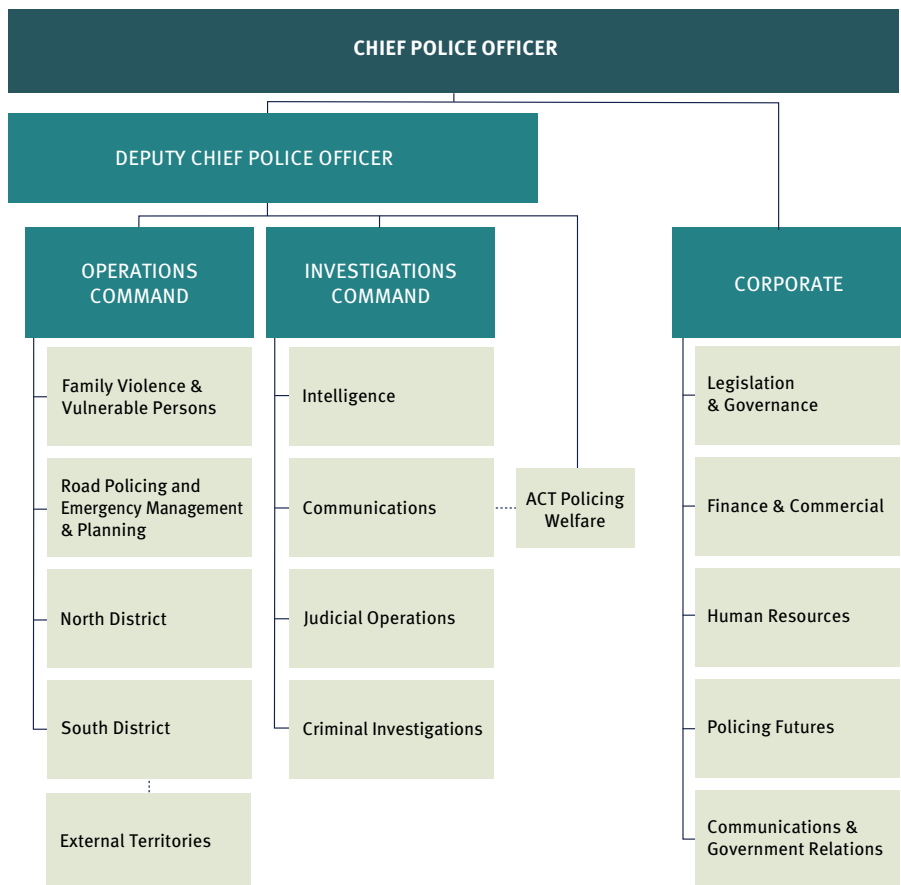 CHIEF POLICE OFFICER
DEPUTY CHIEF POLICE OFFICER
OPERATIONS
COMMAND
Family Violence &
Vulnerable Persons
Road Policing and
Emergency Management
& Planning
North District
South District
External Territories
INVESTIGATIONS
COMMAND
Intelligence
Communications
Judicial Operations
Criminal Investigations
ACT Policing
Welfare
CORPORATE
Legislation
& Governance
Finance & Commercial
Human Resources
Policing Futures
Communications &
Government Relations